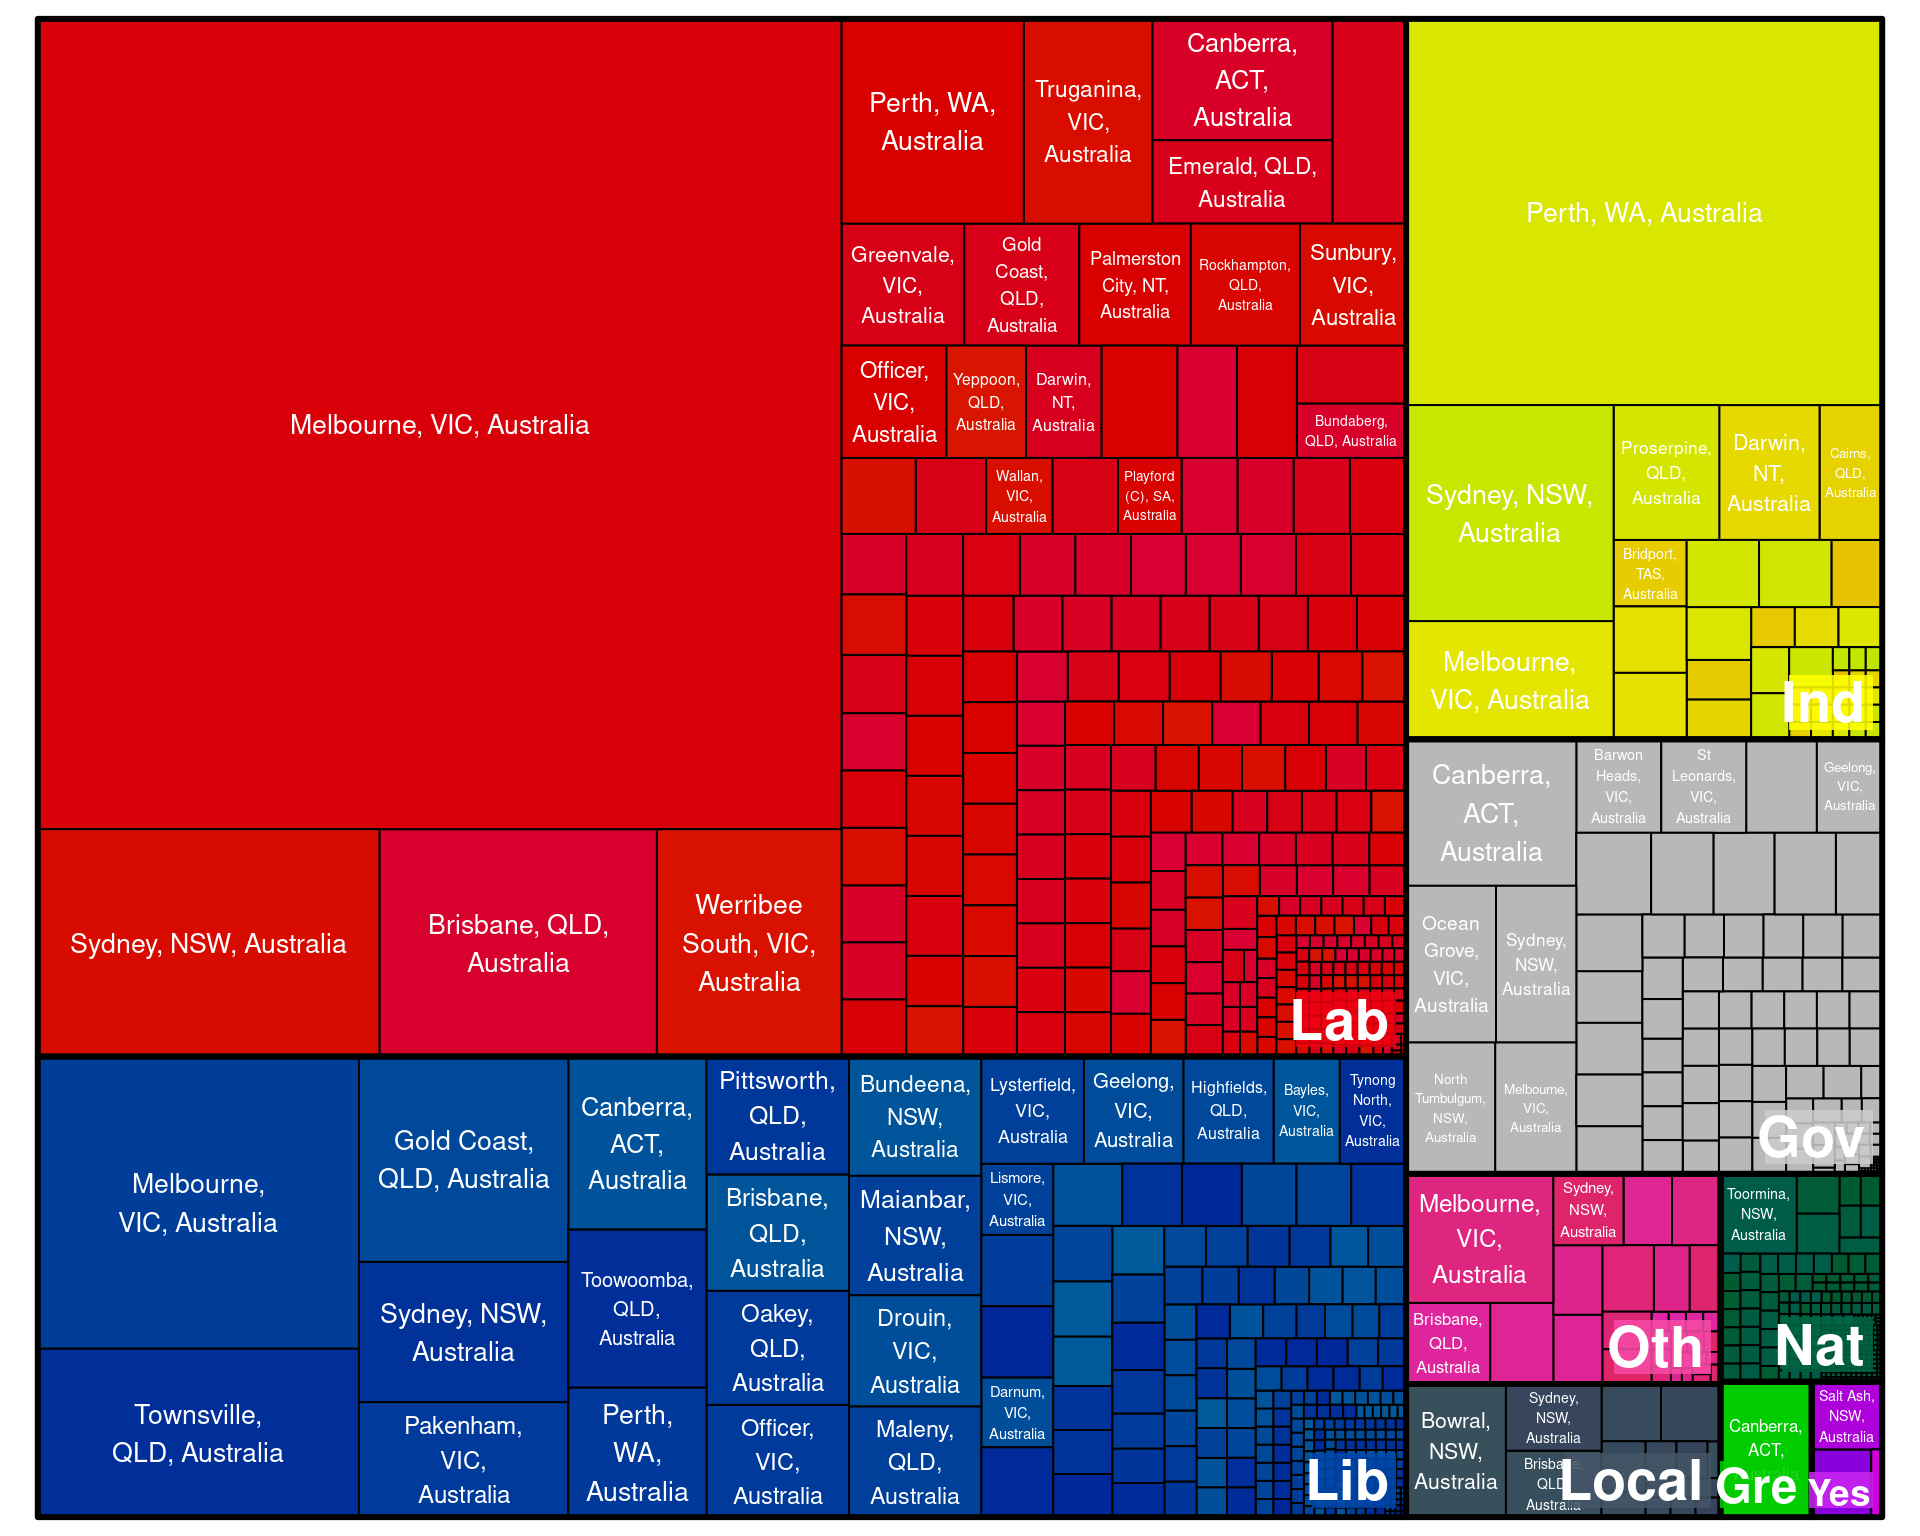 Melbourne, VIC, Australia
Sydney, NSW, Australia
Brisbane, QLD,
Australia
Werribee
South, VIC,
Australia
Perth, WA,
Australia
Truganina,
VIC,
Australia
Canberra,
ACT,
Australia
Emerald, QLD,
Australia
Greenvale,
VIC,
Australia
Gold
Coast,
QLD,
Australia
Palmerston
City, NT,
Australia
Rockhampton,
QLD,
Australia
Sunbury,
VIC,
Australia
Officer,
VIC,
Australia
Yeppoon,
QLD,
Australia
Darwin,
NT,
Australia
Bundaberg,
QLD, Australia
Wallan,
VIC,
Australia
Playford
(C), SA,
Australia
Lab
Perth, WA, Australia
Sydney, NSW,
Australia
Melbourne,
VIC, Australia
Proserpine,
QLD,
Australia
Darwin,
NT,
Australia
Cairns,
QLD,
Australia
Bridport,
TAS,
Australia
Ind
Canberra,
ACT,
Australia
Barwon
Heads,
VIC,
Australia
St
Leonards,
VIC,
Australia
Geelong,
VIC,
Australia
Ocean
Grove,
VIC,
Australia
Sydney,
NSW,
Australia
North
Tumbulgum,
NSW,
Australia
Melbourne,
VIC,
Australia
Gov
Melbourne,
VIC, Australia
Townsville,
QLD, Australia
Gold Coast,
QLD, Australia
Sydney, NSW,
Australia
Pakenham,
VIC,
Australia
Canberra,
ACT,
Australia
Toowoomba,
QLD,
Australia
Perth,
WA,
Australia
Pittsworth,
QLD,
Australia
Brisbane,
QLD,
Australia
Oakey,
QLD,
Australia
Officer,
VIC,
Australia
Bundeena,
NSW,
Australia
Maianbar,
NSW,
Australia
Drouin,
VIC,
Australia
Maleny,
QLD,
Australia
Lysterfield,
VIC,
Australia
Geelong,
VIC,
Australia
Highfields,
QLD,
Australia
Bayles,
VIC,
Australia
Tynong
North,
VIC,
Australia
Lismore,
VIC,
Australia
Darnum,
VIC,
Australia
Lib
Melbourne,
VIC,
Australia
Sydney,
NSW,
Australia
Brisbane,
QLD,
Australia
Oth
Toormina,
NSW,
Australia
Nat
Bowral,
NSW,
Australia
Sydney,
NSW,
Australia
Brisbane,
QLD,
Australia
Local
Canberra,
ACT,
Australia
Gre
Salt Ash,
NSW,
Australia
Yes